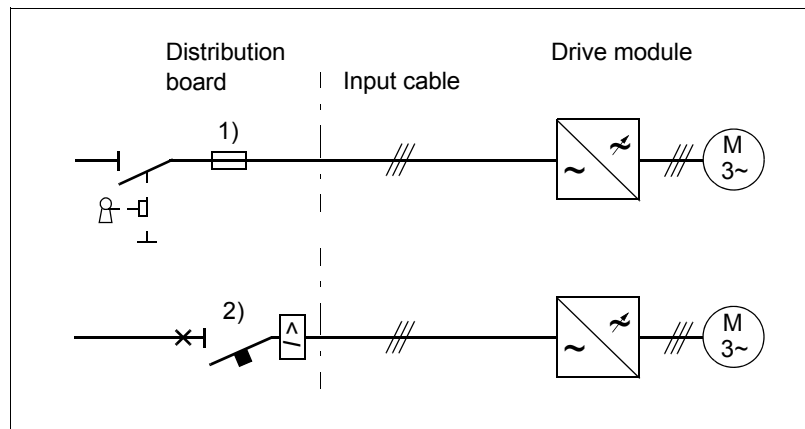 Distribution board
Input cable
Drive module
1)
~
~
M
3~
2)
I>
~
~
M
3~